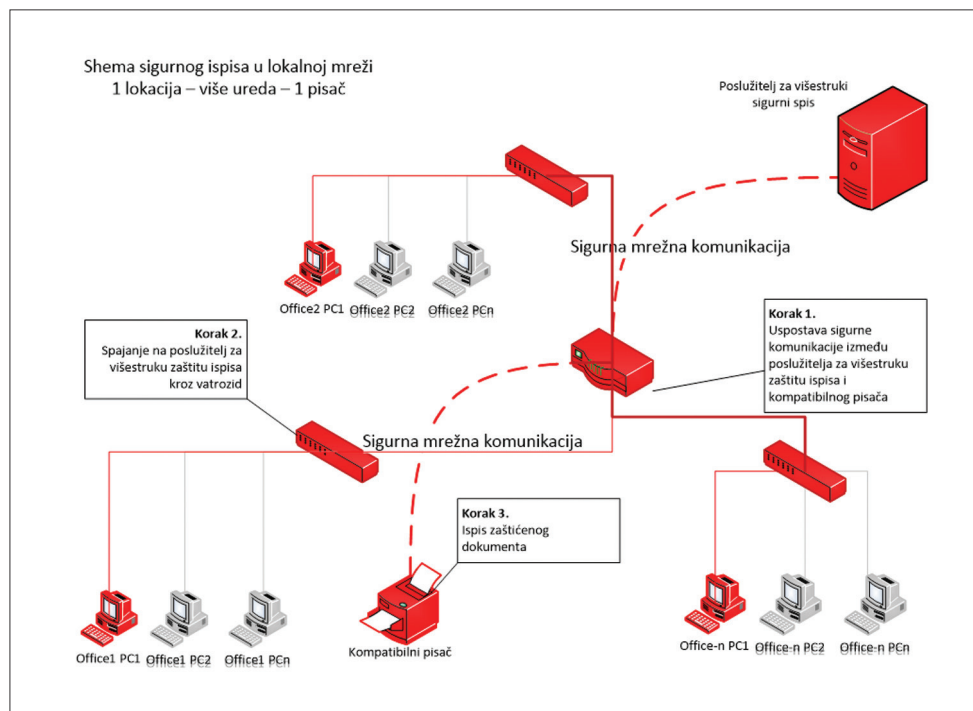 Shema sigurnog ispisa u lokalnoj mreži
1 lokacija – više ureda – 1 pisač
Poslužitelj za višestruki
sigurni spis
Sigurna mrežna komunikacija
Office2 PC1
Office2 PC2
Office2 PCn
Korak 2.
Spajanje na poslužitelj za
višestruku zaštitu ispisa
kroz vatrozid
Korak 1.
Uspostava sigurne
komunikacije između
poslužitelja za višestruku
zaštitu ispisa i
kompatibilnog pisača
Sigurna mrežna komunikacija
Korak 3.
Ispis zaštićenog
dokumenta
Office1 PC1
Office1 PC2
Office1 PCn
Kompatibilni pisač
Office-n PC1
Office-n PC2
Office-n PCn